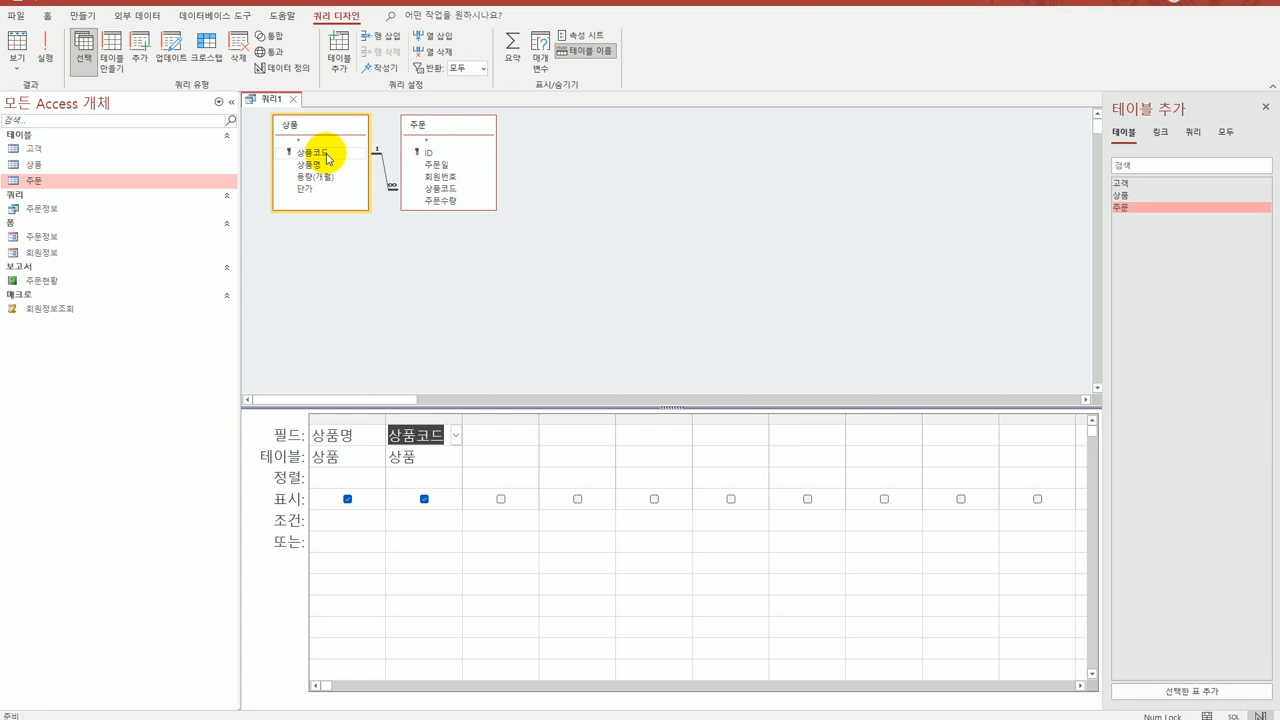 파일 홈 만들기 외부 데이터 데이터베이스 도구 도움말 쿼리 디자인 어떤 작업을 원하시나요?
보기 실행 선택 테이블 만들기 추가 업데이트 크로스탭 삭제 통합 통과 데이터 정의
테이블 추가 행 삽입 행 삭제 작성기 열 삽입 열 삭제 반환: 모두
요약 매개 변수 속성 시트 테이블 이름
결과 쿼리 유형 쿼리 설정 표시/숨기기
모든 Access 개체
검색...
테이블
고객
상품
주문
쿼리
주문정보
폼
주문정보
회원정보
보고서
주문현황
매크로
회원정보조회
쿼리1
상품
*
상품코드
상품명
용량(개월)
단가
1
∞
주문
*
ID
주문일
회원번호
상품코드
주문수량
필드: 상품명 상품코드
테이블: 상품 상품
정렬:
표시:
조건:
또는:
테이블 추가
테이블 링크 쿼리 모두
검색
고객
상품
주문
선택한 표 추가
준비
Num Lock SQL